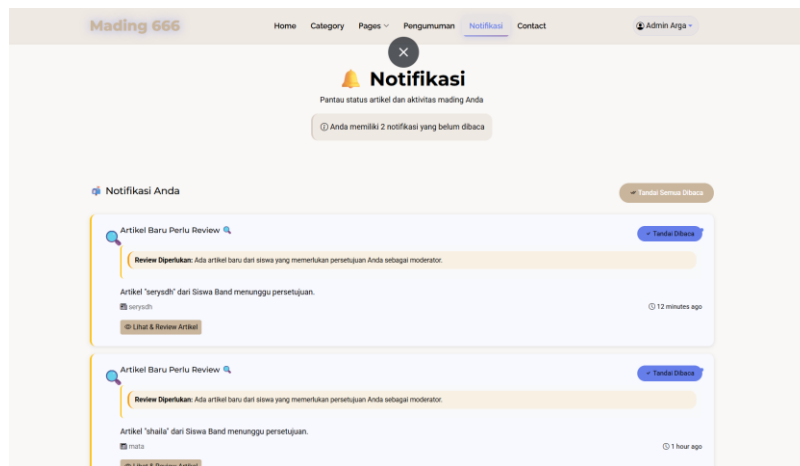 Mading 666
Home Category Pages Pengumuman Notifikasi Contact
Admin Arga
Notifikasi
Pantau status artikel dan aktivitas mading Anda
Anda memiliki 2 notifikasi yang belum dibaca
Notifikasi Anda
Tandai Semua Dibaca
Artikel Baru Perlu Review
Tandai Dibaca
Review Diperlukan: Ada artikel baru dari siswa yang memerlukan persetujuan Anda sebagai moderator.
Artikel "serysdh" dari Siswa Band menunggu persetujuan.
serysdh
12 minutes ago
Lihat & Review Artikel
Artikel Baru Perlu Review
Tandai Dibaca
Review Diperlukan: Ada artikel baru dari siswa yang memerlukan persetujuan Anda sebagai moderator.
Artikel "shaila" dari Siswa Band menunggu persetujuan.
mata
1 hour ago
Lihat & Review Artikel